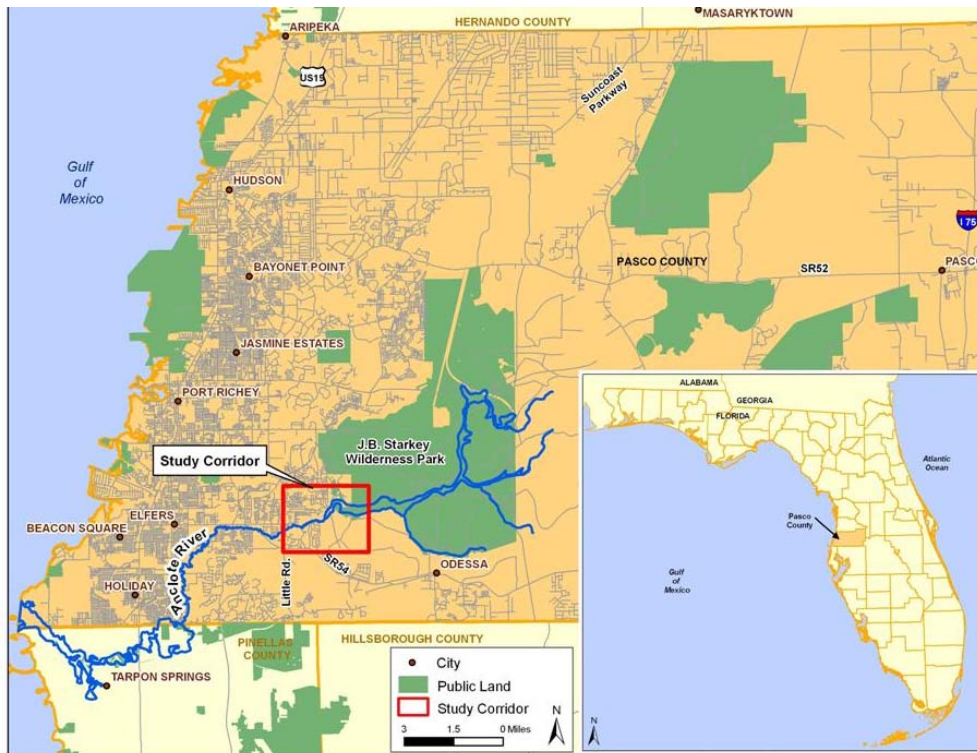 HERNANDO COUNTY
MASARYKTOWN
ARIPEKA
US19
Suncoast
Parkway
Gulf
of
Mexico
HUDSON
I 75
BAYONET POINT
PASCO COUNTY
SR52
PASCO
JASMINE ESTATES
PORT RICHEY
J.B. Starkey
Wilderness Park
Study Corridor
ELFERS
BEACON SQUARE
Anclote River
Little Rd.
SR54
ODESSA
HOLIDAY
PINELLAS
COUNTY
HILLSBOROUGH COUNTY
TARPON SPRINGS
City
Public Land
Study Corridor
3 1.5 0 Miles
N
ALABAMA
GEORGIA
FLORIDA
Atlantic
Ocean
Pasco
County
Gulf
of
Mexico
N